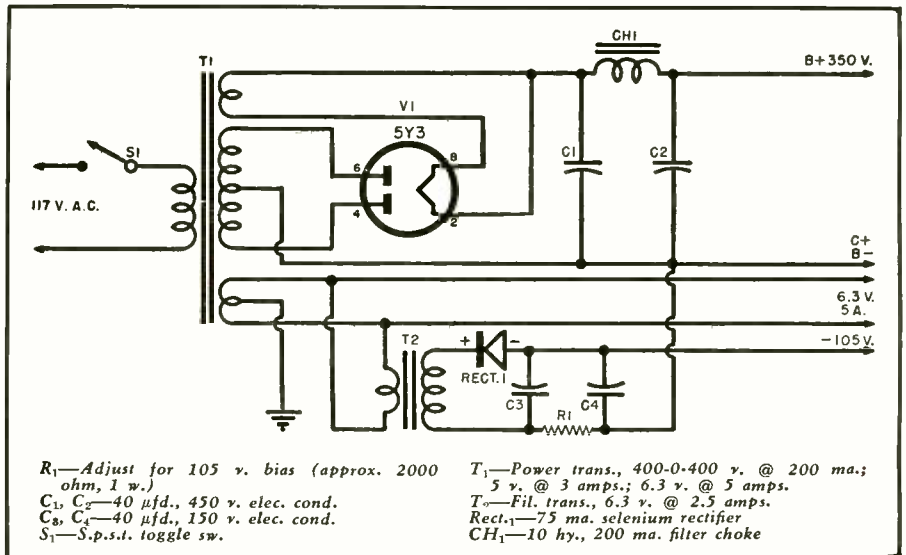 T1
CH1
B+350 V.
V1
5Y3
S1
8
6
C1
C2
4
2
117 V. A.C.
C+
B-
6.3 V.
5 A.
T2
+
-
-105 V.
RECT.1
C3
C4
R1
R₁—Adjust for 105 v. bias (approx. 2000
ohm, 1 w.)
C₁, C₂—40 μfd., 450 v. elec. cond.
C₃, C₄—40 μfd., 150 v. elec. cond.
S₁—S.p.s.t. toggle sw.
T₁—Power trans., 400-0-400 v. @ 200 ma.;
5 v. @ 3 amps.; 6.3 v. @ 5 amps.
T₂—Fil. trans., 6.3 v. @ 2.5 amps.
Rect.₁—75 ma. selenium rectifier
CH₁—10 hy., 200 ma. filter choke